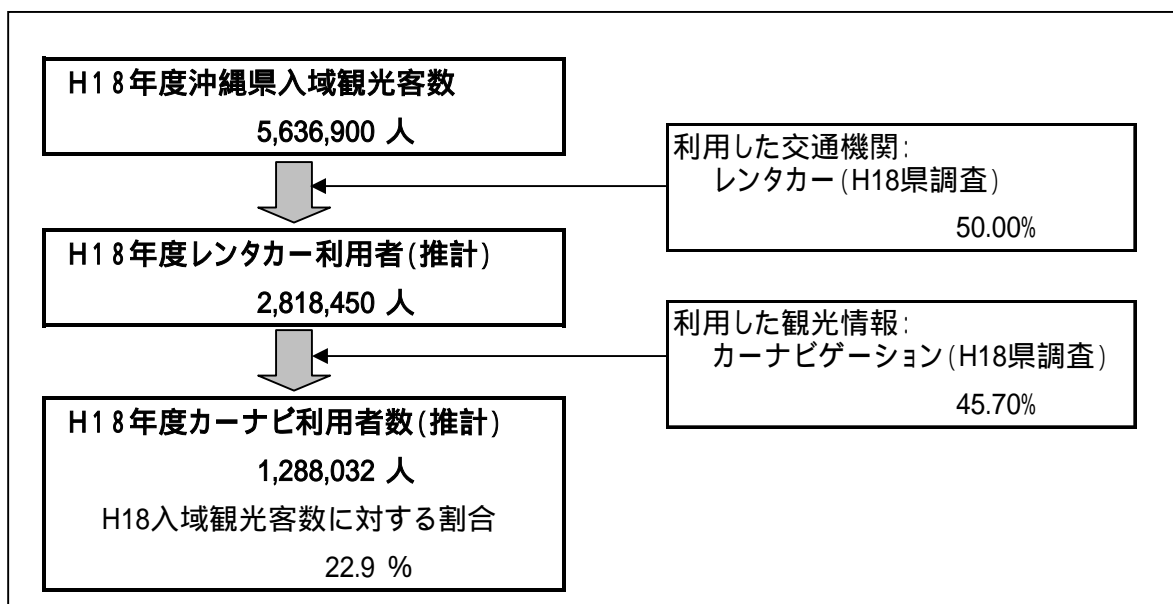 H18年度沖縄県入域観光客数
5,636,900 人
利用した交通機関:
レンタカー(H18県調査)
50.00%
H18年度レンタカー利用者(推計)
2,818,450 人
利用した観光情報:
カーナビゲーション(H18県調査)
45.70%
H18年度カーナビ利用者数(推計)
1,288,032 人
H18入域観光客数に対する割合
22.9 %